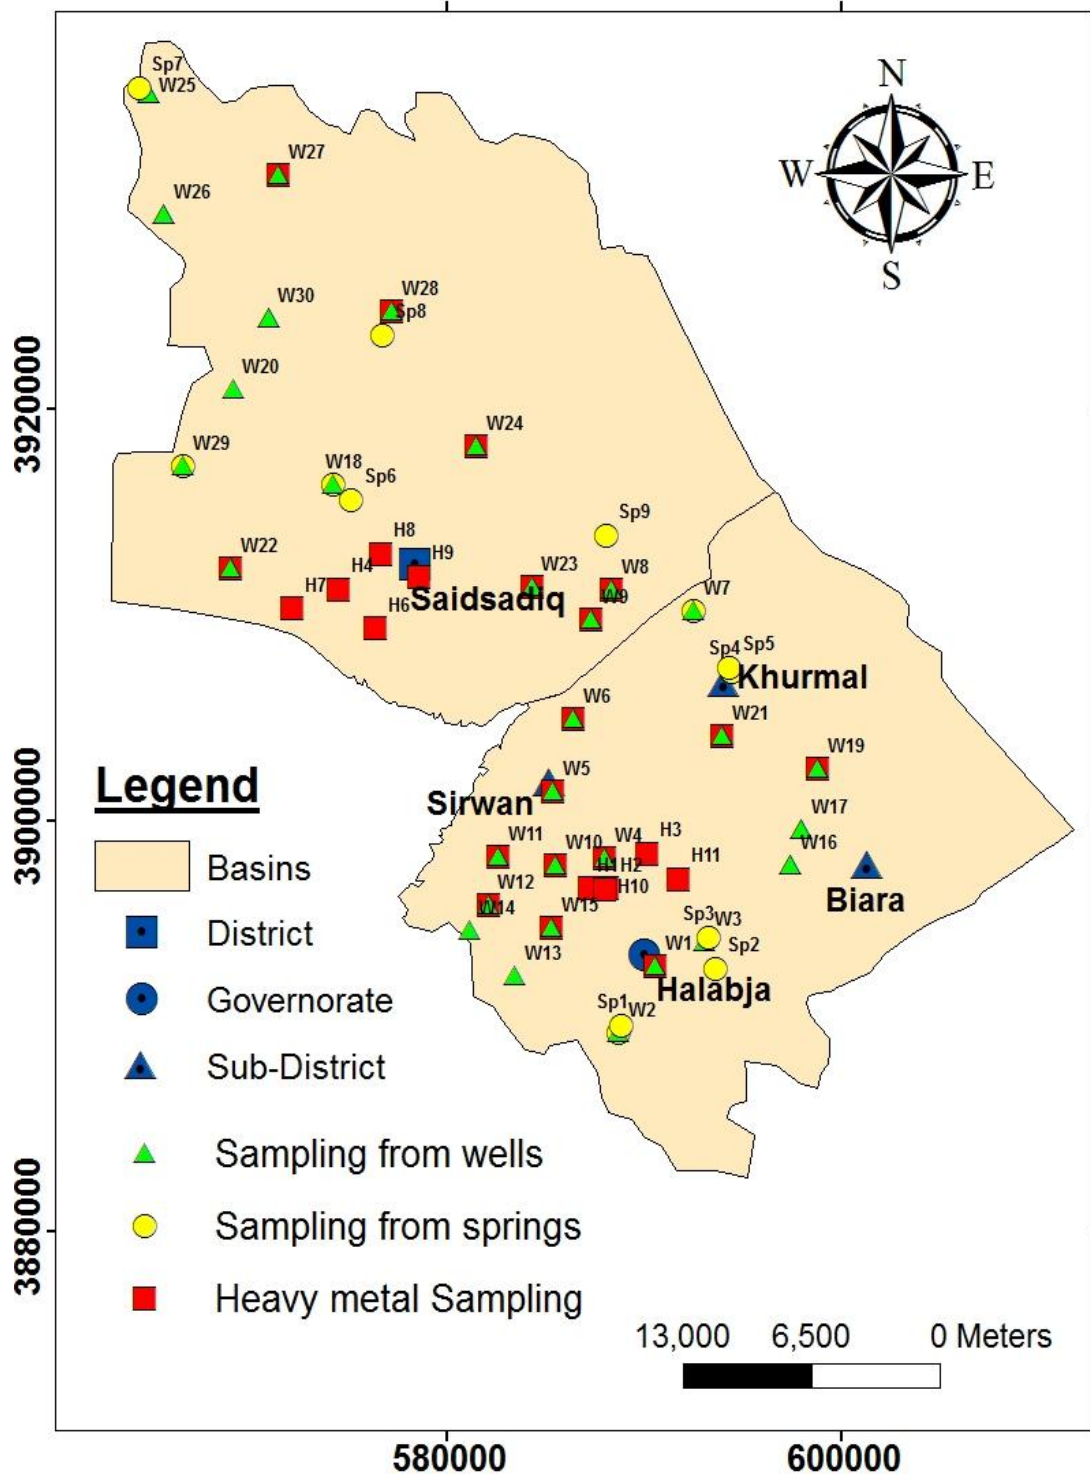 Sp7
W25
N
W E
S
W27
W26
W28
W30
Sp8
3920000
W20
W24
W29
W18
Sp6
Sp9
H8
H9
W22
H4
W23
W8
H7
Saidsadiq
W9
H6
W7
Sp4
Sp5
Khurmal
W6
W21
Legend
W19
W5
Sirwan
3900000
W17
W11
W10
W4
H3
W16
Basins
H1
H2
H11
W12
H10
Biara
W14
W15
District
Sp3
W3
W1
Sp2
W13
Halabja
Governorate
Sp1
W2
Sub-District
Sampling from wells
3880000
Sampling from springs
Heavy metal Sampling
13,000 6,500 0 Meters
580000 600000